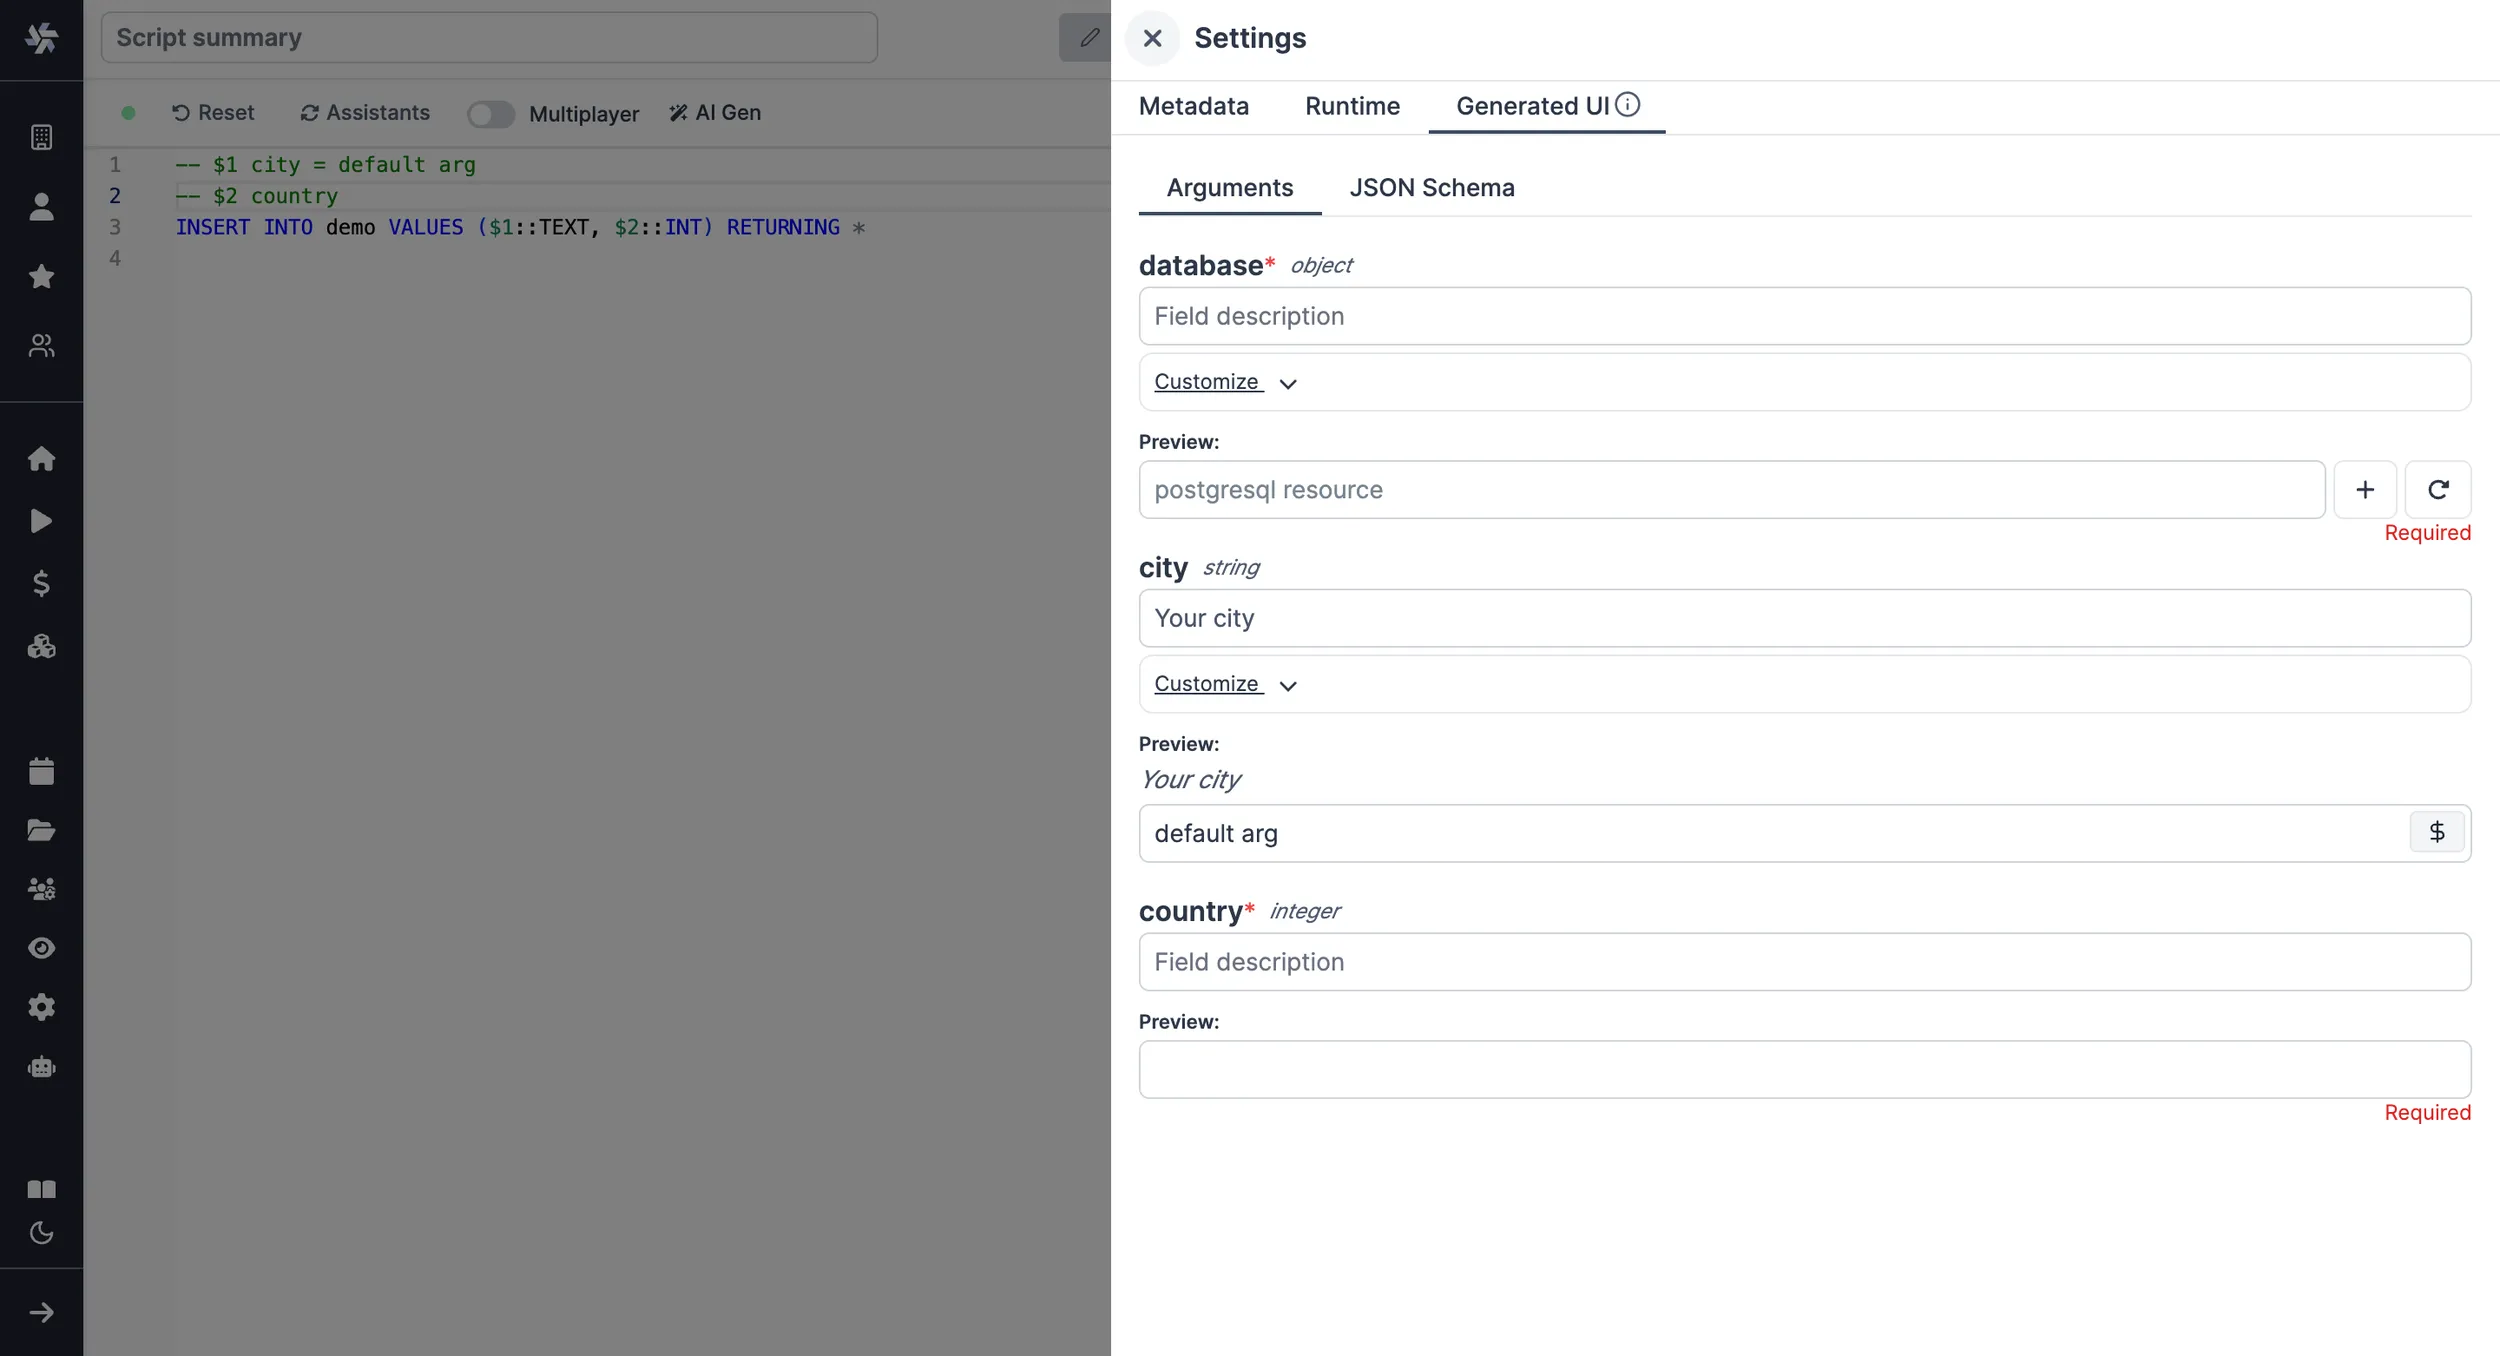 Script summary
Reset
Assistants
Multiplayer
AI Gen
1 -- $1 city = default arg
2 -- $2 country
3 INSERT INTO demo VALUES ($1::TEXT, $2::INT) RETURNING *
4
Settings
Metadata
Runtime
Generated UI
Arguments
JSON Schema
database* object
Field description
Customize
Preview:
postgresql resource
Required
city string
Your city
Customize
Preview:
Your city
default arg
$
country* integer
Field description
Preview:
Required